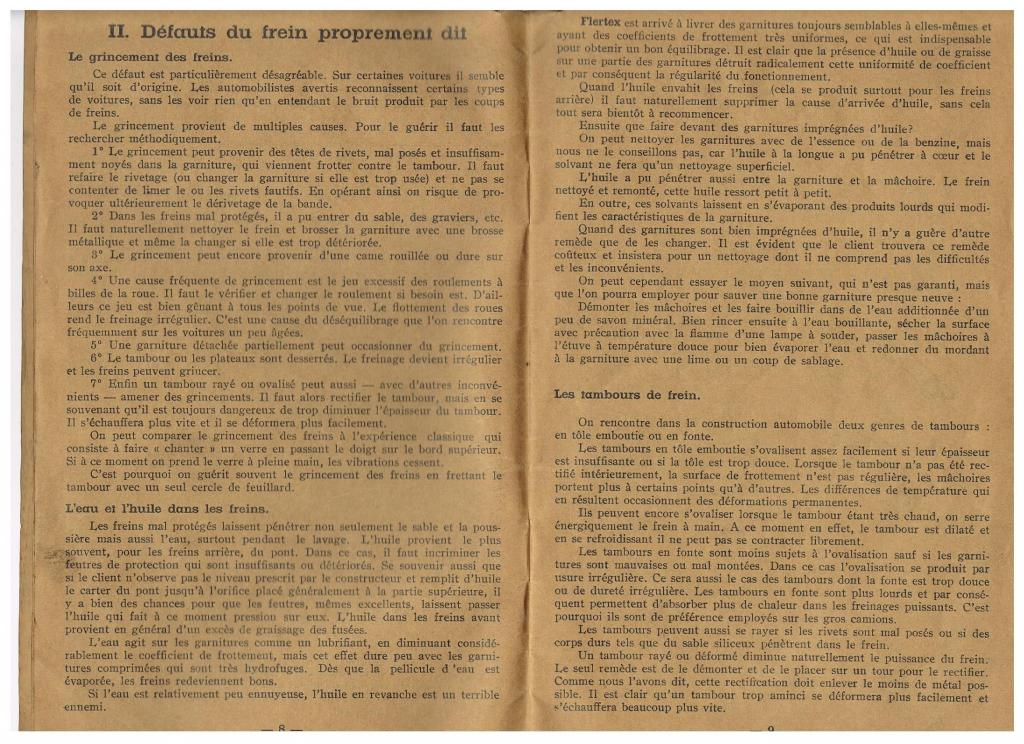 II. Défauts du frein proprement dit
Le grincement des freins.
Ce défaut est particulièrement désagréable. Sur certaines voitures il semble
qu'il soit d'origine. Les automobilistes avertis reconnaissent certains types
de voitures, sans les voir rien qu'en entendant le bruit produit par les coups
de freins.
Le grincement provient de multiples causes. Pour le guérir il faut les
rechercher méthodiquement.
1° Le grincement peut provenir des têtes de rivets, mal posés et insuffisam-
ment noyés dans la garniture, qui viennent frotter contre le tambour. Il faut
refaire le rivetage (ou changer la garniture si elle est trop usée) et ne pas se
contenter de limer le ou les rivets fautifs. En opérant ainsi on risque de pro-
voquer ultérieurement le dérivetage de la bande.
2° Dans les freins mal protégés, il a pu entrer du sable, des graviers, etc.
Il faut naturellement nettoyer le frein et brosser la garniture avec une brosse
métallique et même la changer si elle est trop détériorée.
3° Le grincement peut encore provenir d'une came rouillée ou dure sur
son axe.
4° Une cause fréquente de grincement est le jeu excessif des roulements à
billes de la roue. Il faut le vérifier et changer le roulement si besoin est. D'ail-
leurs ce jeu est bien gênant à tous les points de vue. Le flottement des roues
rend le freinage irrégulier. C'est une cause du déséquilibrage que l'on rencontre
fréquemment sur les voitures un peu âgées.
5° Une garniture détachée partiellement peut occasionner du grincement.
6° Le tambour ou les plateaux sont desserrés. Le freinage devient irrégulier
et les freins peuvent grincer.
7° Enfin un tambour rayé ou ovalisé peut aussi — avec d'autres inconvé-
nients — amener des grincements. Il faut alors rectifier le tambour, mais en se
souvenant qu'il est toujours dangereux de trop diminuer l'épaisseur du tambour.
Il s'échauffera plus vite et il se déformera plus facilement.
On peut comparer le grincement des freins à l'expérience classique qui
consiste à faire « chanter » un verre en passant le doigt sur le bord supérieur.
Si à ce moment on prend le verre à pleine main, les vibrations cessent.
C'est pourquoi on guérit souvent le grincement des freins en frettant le
tambour avec un seul cercle de feuillard.
L'eau et l'huile dans les freins.
Les freins mal protégés laissent pénétrer non seulement le sable et la pous-
sière mais aussi l'eau, surtout pendant le lavage. L'huile provient le plus
souvent, pour les freins arrière, du pont. Dans ce cas, il faut incriminer les
feutres de protection qui sont insuffisants ou détériorés. Se souvenir aussi que
si le client n'observe pas le niveau prescrit par le constructeur et remplit d'huile
le carter du pont jusqu'à l'orifice placé généralement à la partie supérieure, il
y a bien des chances pour que les feutres, mêmes excellents, laissent passer
l'huile qui fait à ce moment pression sur eux. L'huile dans les freins avant
provient en général d'un excès de graissage des fusées.
L'eau agit sur les garnitures comme un lubrifiant, en diminuant considé-
rablement le coefficient de frottement, mais cet effet dure peu avec les garni-
tures comprimées qui sont très hydrofuges. Dès que la pellicule d'eau est
évaporée, les freins redeviennent bons.
Si l'eau est relativement peu ennuyeuse, l'huile en revanche est un terrible
ennemi.
— 8 —
Flertex est arrivé à livrer des garnitures toujours semblables à elles-mêmes et
ayant des coefficients de frottement très uniformes, ce qui est indispensable
pour obtenir un bon équilibrage. Il est clair que la présence d'huile ou de graisse
sur une partie des garnitures détruit radicalement cette uniformité de coefficient
et par conséquent la régularité du fonctionnement.
Quand l'huile envahit les freins (cela se produit surtout pour les freins
arrière) il faut naturellement supprimer la cause d'arrivée d'huile, sans cela
tout sera bientôt à recommencer.
Ensuite que faire devant des garnitures imprégnées d'huile?
On peut nettoyer les garnitures avec de l'essence ou de la benzine, mais
nous ne le conseillons pas, car l'huile à la longue a pu pénétrer à cœur et le
solvant ne fera qu'un nettoyage superficiel.
L'huile a pu pénétrer aussi entre la garniture et la mâchoire. Le frein
nettoyé et remonté, cette huile ressort petit à petit.
En outre, ces solvants laissent en s'évaporant des produits lourds qui modi-
fient les caractéristiques de la garniture.
Quand des garnitures sont bien imprégnées d'huile, il n'y a guère d'autre
remède que de les changer. Il est évident que le client trouvera ce remède
coûteux et insistera pour un nettoyage dont il ne comprend pas les difficultés
et les inconvénients.
On peut cependant essayer le moyen suivant, qui n'est pas garanti, mais
que l'on pourra employer pour sauver une bonne garniture presque neuve :
Démonter les mâchoires et les faire bouillir dans de l'eau additionnée d'un
peu de savon minéral. Bien rincer ensuite à l'eau bouillante, sécher la surface
avec précaution avec la flamme d'une lampe à souder, passer les mâchoires à
l'étuve à température douce pour bien évaporer l'eau et redonner du mordant
à la garniture avec une lime ou un coup de sablage.
Les tambours de frein.
On rencontre dans la construction automobile deux genres de tambours :
en tôle emboutie ou en fonte.
Les tambours en tôle emboutie s'ovalisent assez facilement si leur épaisseur
est insuffisante ou si la tôle est trop douce. Lorsque le tambour n'a pas été rec-
tifié intérieurement, la surface de frottement n'est pas régulière, les mâchoires
portent plus à certains points qu'à d'autres. Les différences de température qui
en résultent occasionnent des déformations permanentes.
Ils peuvent encore s'ovaliser lorsque le tambour étant très chaud, on serre
énergiquement le frein à main. A ce moment en effet, le tambour est dilaté et
en se refroidissant il ne peut pas se contracter librement.
Les tambours en fonte sont moins sujets à l'ovalisation sauf si les garni-
tures sont mauvaises ou mal montées. Dans ce cas l'ovalisation se produit par
usure irrégulière. Ce sera aussi le cas des tambours dont la fonte est trop douce
ou de dureté irrégulière. Les tambours en fonte sont plus lourds et par consé-
quent permettent d'absorber plus de chaleur dans les freinages puissants. C'est
pourquoi ils sont de préférence employés sur les gros camions.
Les tambours peuvent aussi se rayer si les rivets sont mal posés ou si des
corps durs tels que du sable siliceux pénètrent dans le frein.
Un tambour rayé ou déformé diminue naturellement le puissance du frein.
Le seul remède est de le démonter et de le placer sur un tour pour le rectifier.
Comme nous l'avons dit, cette rectification doit enlever le moins de métal pos-
sible. Il est clair qu'un tambour trop aminci se déformera plus facilement et
s'échauffera beaucoup plus vite.
— 9